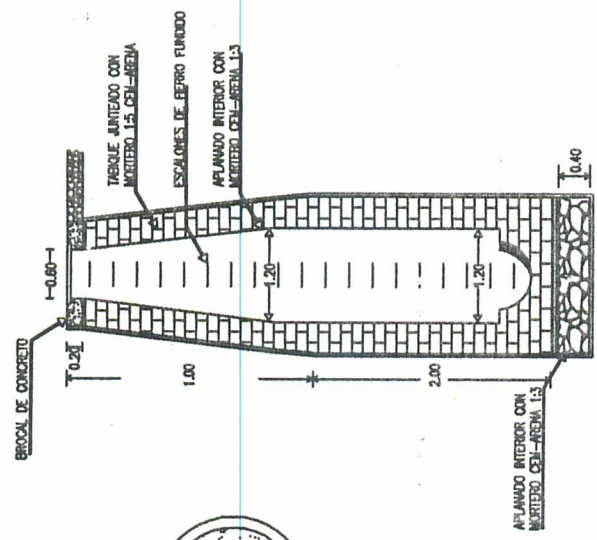 BROCAL DE CONCRETO
0.60
0.20
TABIQUE JUNTEADO CON
MORTERO 1:5 CEM-ARENA
ESCALONES DE FIERRO FUNDIDO
APLANADO INTERIOR CON
MORTERO CEM-ARENA 1:3
1.00
1.20
2.00
1.20
0.40
APLANADO INTERIOR CON
MORTERO CEM-ARENA 1:3